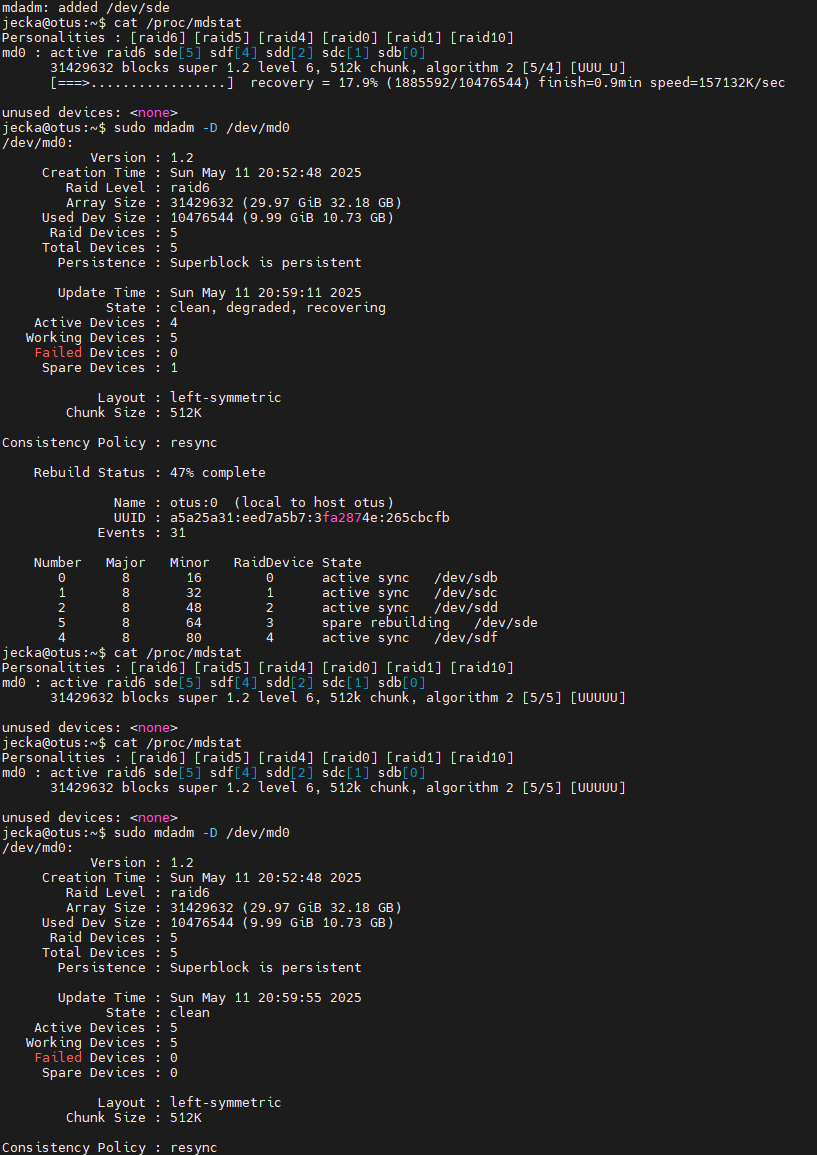 mdadm: added /dev/sde
jecka@otus:~$ cat /proc/mdstat
Personalities : [raid6] [raid5] [raid4] [raid0] [raid1] [raid10]
md0 : active raid6 sde[5] sdf[4] sdd[2] sdc[1] sdb[0]
      31429632 blocks super 1.2 level 6, 512k chunk, algorithm 2 [5/4] [UUU_U]
      [===>.................]  recovery = 17.9% (1885592/10476544) finish=0.9min speed=157132K/sec

unused devices: <none>
jecka@otus:~$ sudo mdadm -D /dev/md0
/dev/md0:
           Version : 1.2
     Creation Time : Sun May 11 20:52:48 2025
        Raid Level : raid6
        Array Size : 31429632 (29.97 GiB 32.18 GB)
     Used Dev Size : 10476544 (9.99 GiB 10.73 GB)
      Raid Devices : 5
     Total Devices : 5
       Persistence : Superblock is persistent

       Update Time : Sun May 11 20:59:11 2025
             State : clean, degraded, recovering
    Active Devices : 4
   Working Devices : 5
    Failed Devices : 0
     Spare Devices : 1

            Layout : left-symmetric
        Chunk Size : 512K

Consistency Policy : resync

    Rebuild Status : 47% complete

              Name : otus:0  (local to host otus)
              UUID : a5a25a31:eed7a5b7:3fa2874e:265cbcfb
            Events : 31

    Number   Major   Minor   RaidDevice State
       0       8       16        0      active sync   /dev/sdb
       1       8       32        1      active sync   /dev/sdc
       2       8       48        2      active sync   /dev/sdd
       5       8       64        3      spare rebuilding   /dev/sde
       4       8       80        4      active sync   /dev/sdf
jecka@otus:~$ cat /proc/mdstat
Personalities : [raid6] [raid5] [raid4] [raid0] [raid1] [raid10]
md0 : active raid6 sde[5] sdf[4] sdd[2] sdc[1] sdb[0]
      31429632 blocks super 1.2 level 6, 512k chunk, algorithm 2 [5/5] [UUUUU]

unused devices: <none>
jecka@otus:~$ cat /proc/mdstat
Personalities : [raid6] [raid5] [raid4] [raid0] [raid1] [raid10]
md0 : active raid6 sde[5] sdf[4] sdd[2] sdc[1] sdb[0]
      31429632 blocks super 1.2 level 6, 512k chunk, algorithm 2 [5/5] [UUUUU]

unused devices: <none>
jecka@otus:~$ sudo mdadm -D /dev/md0
/dev/md0:
           Version : 1.2
     Creation Time : Sun May 11 20:52:48 2025
        Raid Level : raid6
        Array Size : 31429632 (29.97 GiB 32.18 GB)
     Used Dev Size : 10476544 (9.99 GiB 10.73 GB)
      Raid Devices : 5
     Total Devices : 5
       Persistence : Superblock is persistent

       Update Time : Sun May 11 20:59:55 2025
             State : clean
    Active Devices : 5
   Working Devices : 5
    Failed Devices : 0
     Spare Devices : 0

            Layout : left-symmetric
        Chunk Size : 512K

Consistency Policy : resync